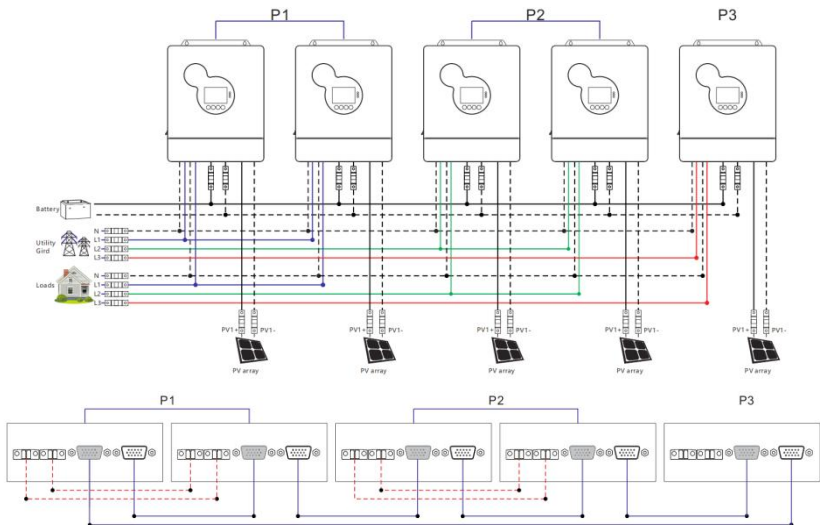 P1 P2 P3
Battery
Utility
Gird
N
L1
L2
L3
Loads
N
L1
L2
L3
PV1+ PV1- PV1+ PV1- PV1+ PV1- PV1+ PV1- PV1+ PV1-
PV array PV array PV array PV array PV array
P1 P2 P3